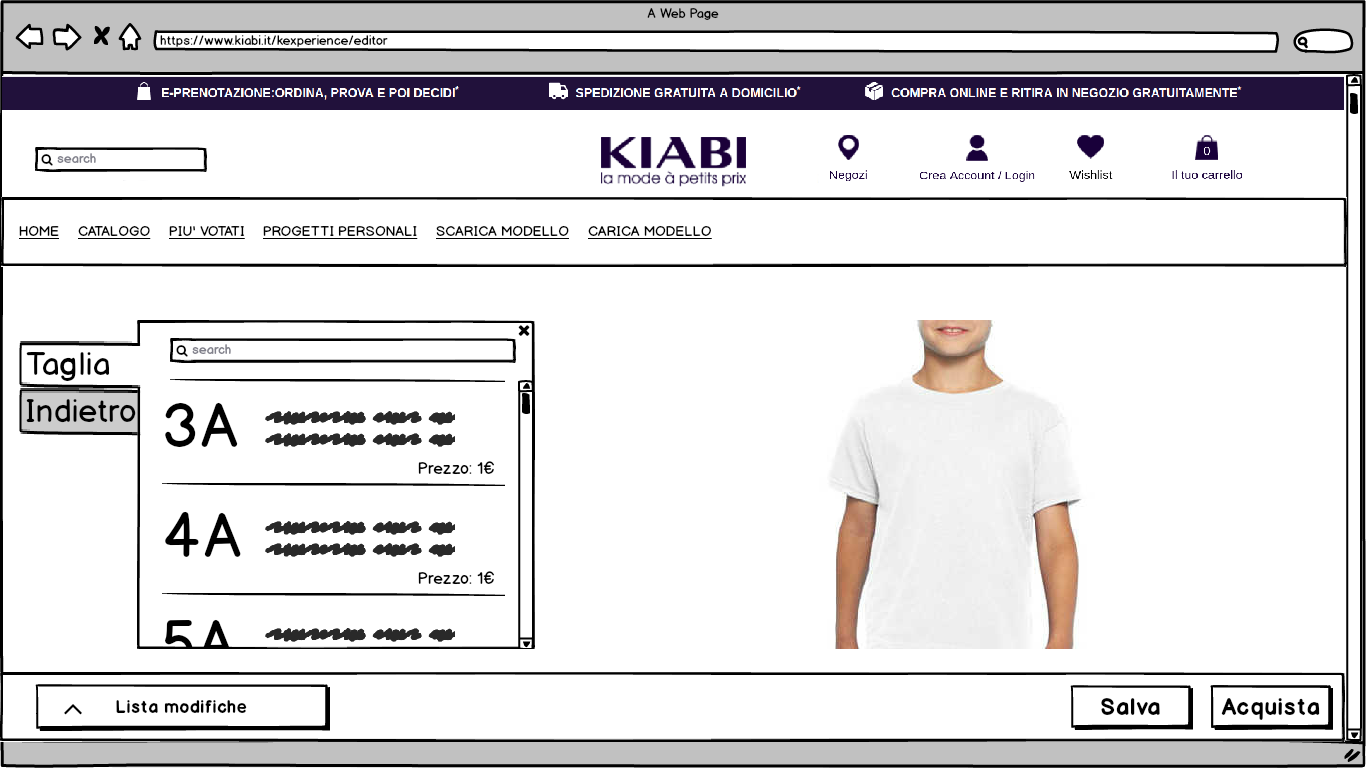 A Web Page
https://www.kiabi.it/kexperience/editor
E-PRENOTAZIONE:ORDINA, PROVA E POI DECIDI* SPEDIZIONE GRATUITA A DOMICILIO* COMPRA ONLINE E RITIRA IN NEGOZIO GRATUITAMENTE*
search
KIABI
la mode à petits prix
Negozi
Crea Account / Login
Wishlist
0
Il tuo carrello
HOME CATALOGO PIU' VOTATI PROGETTI PERSONALI SCARICA MODELLO CARICA MODELLO
Taglia
Indietro
search
3A
Prezzo: 1€
4A
Prezzo: 1€
5A
Lista modifiche
Salva
Acquista